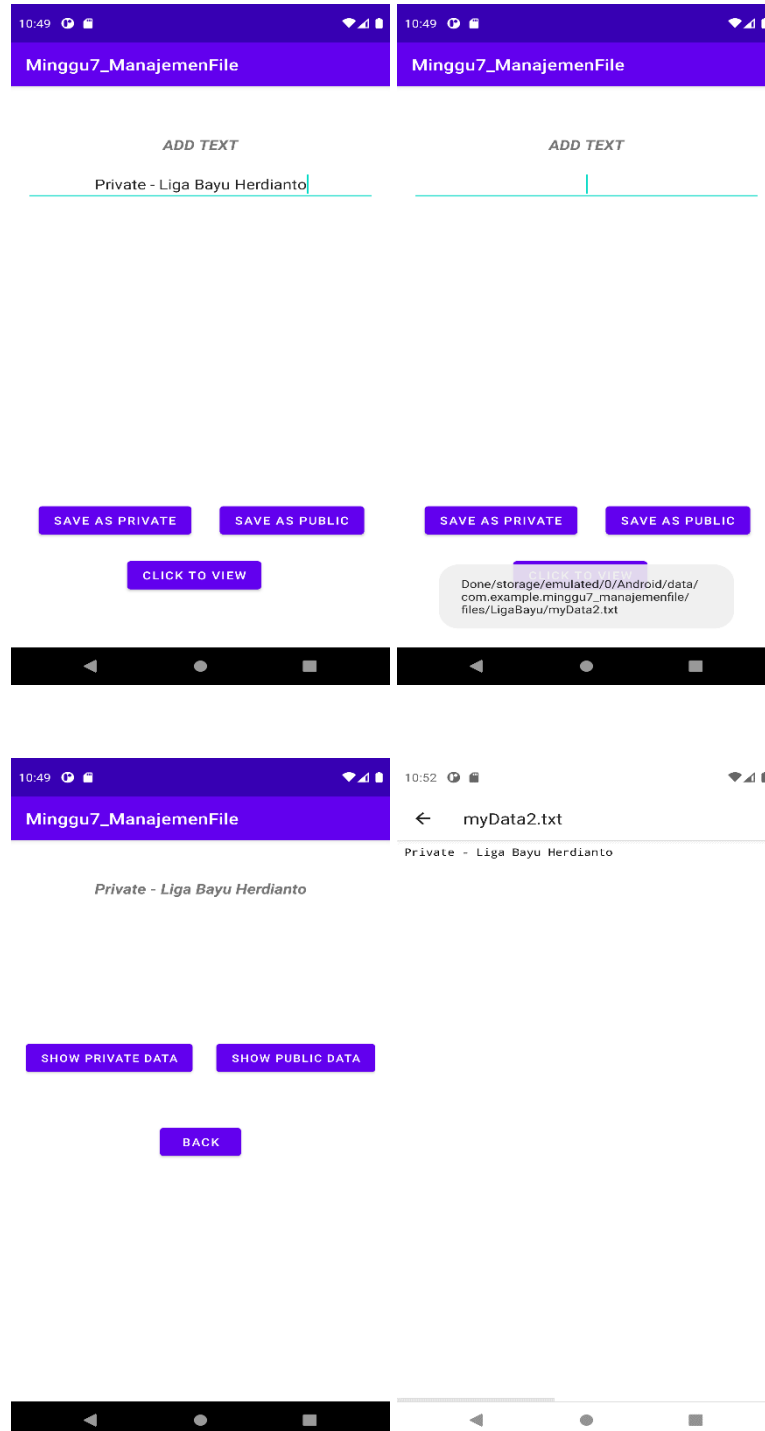 10:49
Minggu7_ManajemenFile
ADD TEXT
Private - Liga Bayu Herdianto
SAVE AS PRIVATE
SAVE AS PUBLIC
CLICK TO VIEW
10:49
Minggu7_ManajemenFile
ADD TEXT
SAVE AS PRIVATE
SAVE AS PUBLIC
CLICK TO VIEW
Done/storage/emulated/0/Android/data/
com.example.minggu7_manajemenfile/
files/LigaBayu/myData2.txt
10:49
Minggu7_ManajemenFile
Private - Liga Bayu Herdianto
SHOW PRIVATE DATA
SHOW PUBLIC DATA
BACK
10:52
myData2.txt
Private - Liga Bayu Herdianto